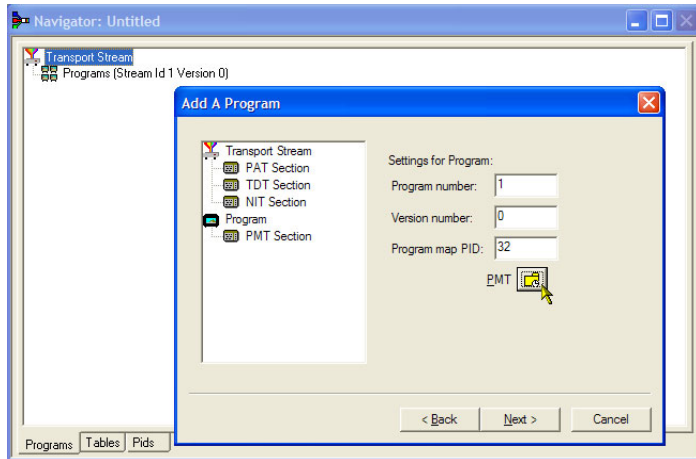 Navigator: Untitled
Transport Stream
Programs (Stream Id 1 Version 0)
Add A Program
Transport Stream
PAT Section
TDT Section
NIT Section
Program
PMT Section
Settings for Program:
Program number: 1
Version number: 0
Program map PID: 32
PMT
< Back Next > Cancel
Programs Tables Pids